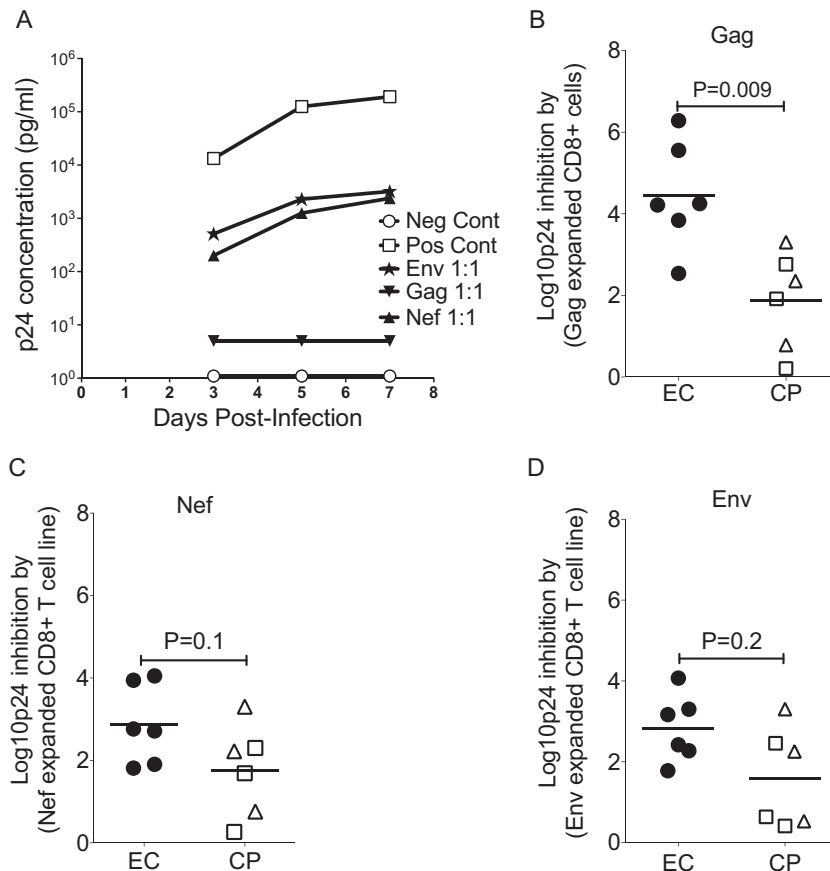 A
p24 concentration (pg/ml)
10⁶
10⁵
10⁴
10³
10²
10¹
10⁰
0 1 2 3 4 5 6 7 8
Days Post-Infection
Neg Cont
Pos Cont
Env 1:1
Gag 1:1
Nef 1:1
B
Gag
Log10p24 inhibition by
(Gag expanded CD8+ cells)
8
6
4
2
0
P=0.009
EC CP
C
Nef
Log10p24 inhibition by
(Nef expanded CD8+ T cell line)
8
6
4
2
0
P=0.1
EC CP
D
Env
Log10p24 inhibition by
(Env expanded CD8+ T cell line)
8
6
4
2
0
P=0.2
EC CP